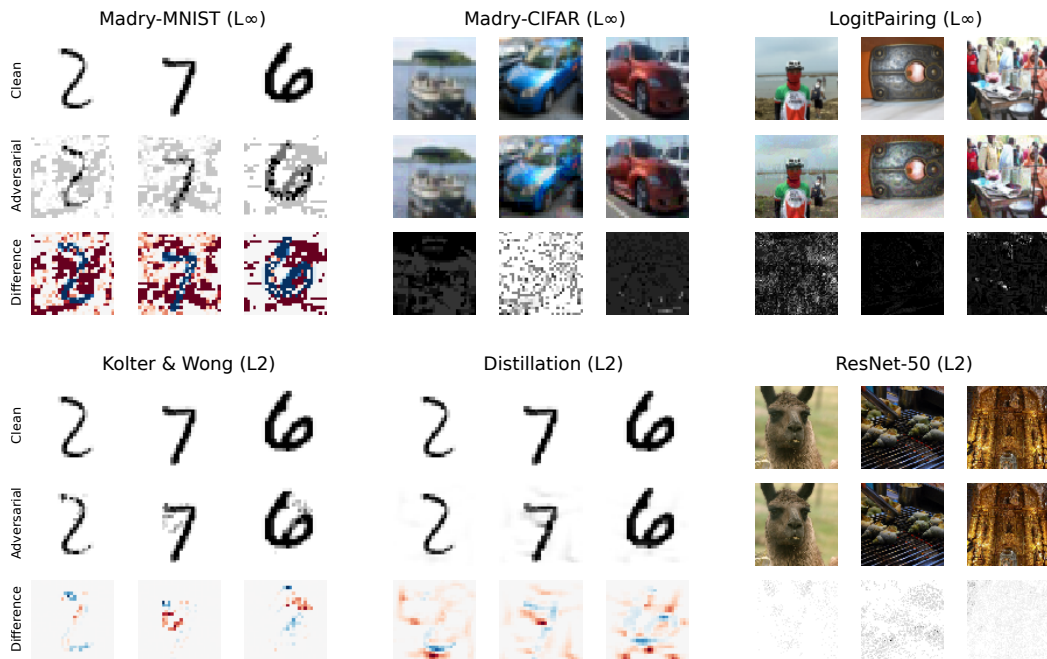 Madry-MNIST (L∞)
Madry-CIFAR (L∞)
LogitPairing (L∞)
Clean
Adversarial
Difference
Kolter & Wong (L2)
Distillation (L2)
ResNet-50 (L2)
Clean
Adversarial
Difference